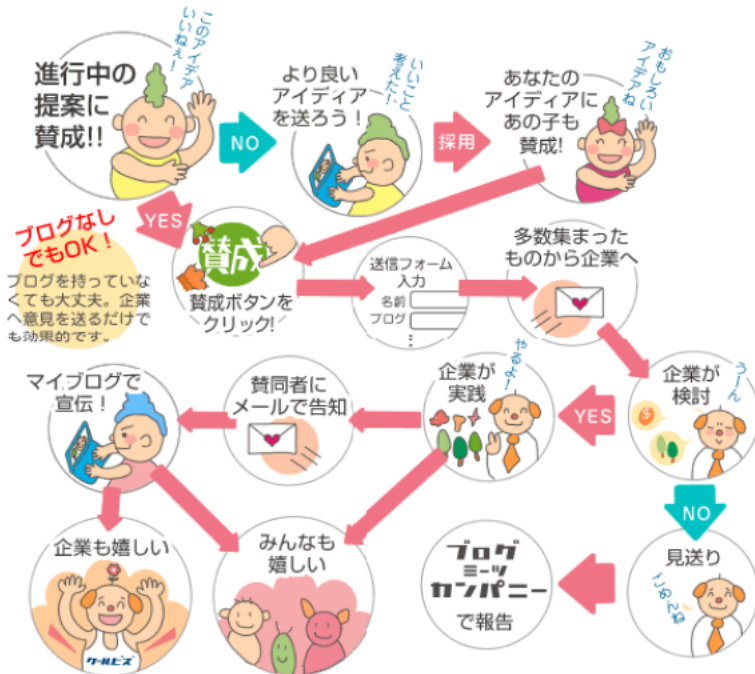 このアイデア
いいねぇ！
進行中の
提案に
賛成!!
NO
より良い
アイディア
を送ろう！
いいこと
考えた！
採用
あなたの
アイディアに
あの子も
賛成!
おもしろい
アイデアね
YES
ブログなし
でもOK！
ブログを持っていな
くても大丈夫。企業
へ意見を送るだけで
も効果的です。
賛成
賛成ボタンを
クリック!
送信フォーム
入力
名前
ブログ
多数集まった
ものから企業へ
マイブログで
宣伝！
賛同者に
メールで告知
企業が
実践
やるよ！
YES
企業が
検討
うーん
NO
企業も嬉しい
クールビズ
みんなも
嬉しい
ブログ
ミーツ
カンパニー
で報告
見送り
ごめんね